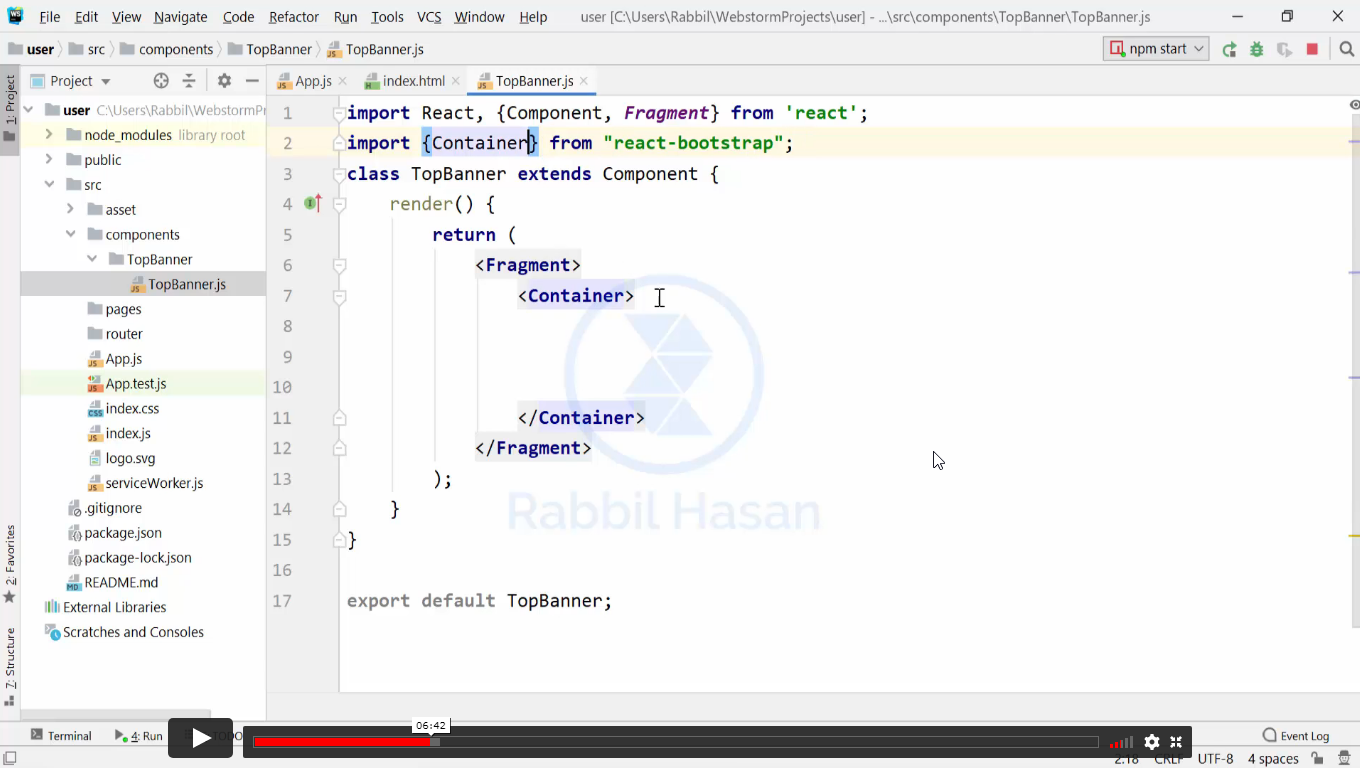 File Edit View Navigate Code Refactor Run Tools VCS Window Help user [C:\Users\Rabbil\WebstormProjects\user] - ...\src\components\TopBanner\TopBanner.js
user src components TopBanner TopBanner.js npm start
1: Project
Project
App.js index.html TopBanner.js
user C:\Users\Rabbil\WebstormPr
node_modules library root
public
src
asset
components
TopBanner
TopBanner.js
pages
router
App.js
App.test.js
index.css
index.js
logo.svg
serviceWorker.js
.gitignore
package.json
package-lock.json
README.md
External Libraries
Scratches and Consoles
1 import React, {Component, Fragment} from 'react';
2 import {Container} from "react-bootstrap";
3 class TopBanner extends Component {
4 render() {
5 return (
6 <Fragment>
7 <Container>
8
9
10
11 </Container>
12 </Fragment>
13 );
14 }
15 }
16
17 export default TopBanner;
Rabbil Hasan
2: Favorites
7: Structure
06:42
Terminal 4: Run Event Log
2:18 CRLF UTF-8 4 spaces